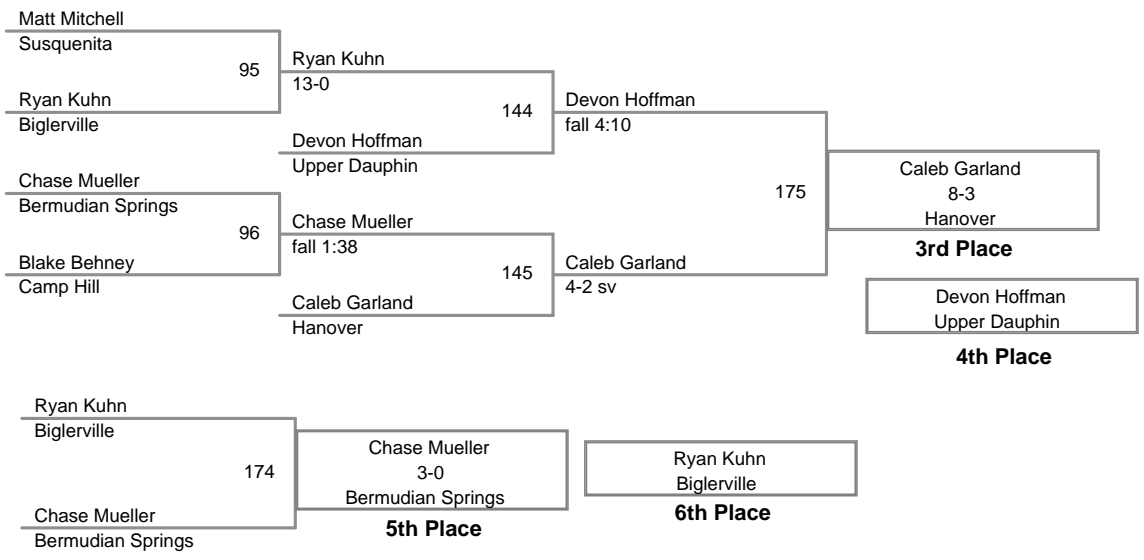 Matt Mitchell
Susquenita
95
Ryan Kuhn
Biglerville
Ryan Kuhn
13-0
144
Devon Hoffman
Upper Dauphin
Devon Hoffman
fall 4:10
Chase Mueller
Bermudian Springs
96
Blake Behney
Camp Hill
Chase Mueller
fall 1:38
145
Caleb Garland
Hanover
Caleb Garland
4-2 sv
175
Caleb Garland
8-3
Hanover
3rd Place
Devon Hoffman
Upper Dauphin
4th Place
Ryan Kuhn
Biglerville
174
Chase Mueller
Bermudian Springs
Chase Mueller
3-0
Bermudian Springs
5th Place
Ryan Kuhn
Biglerville
6th Place